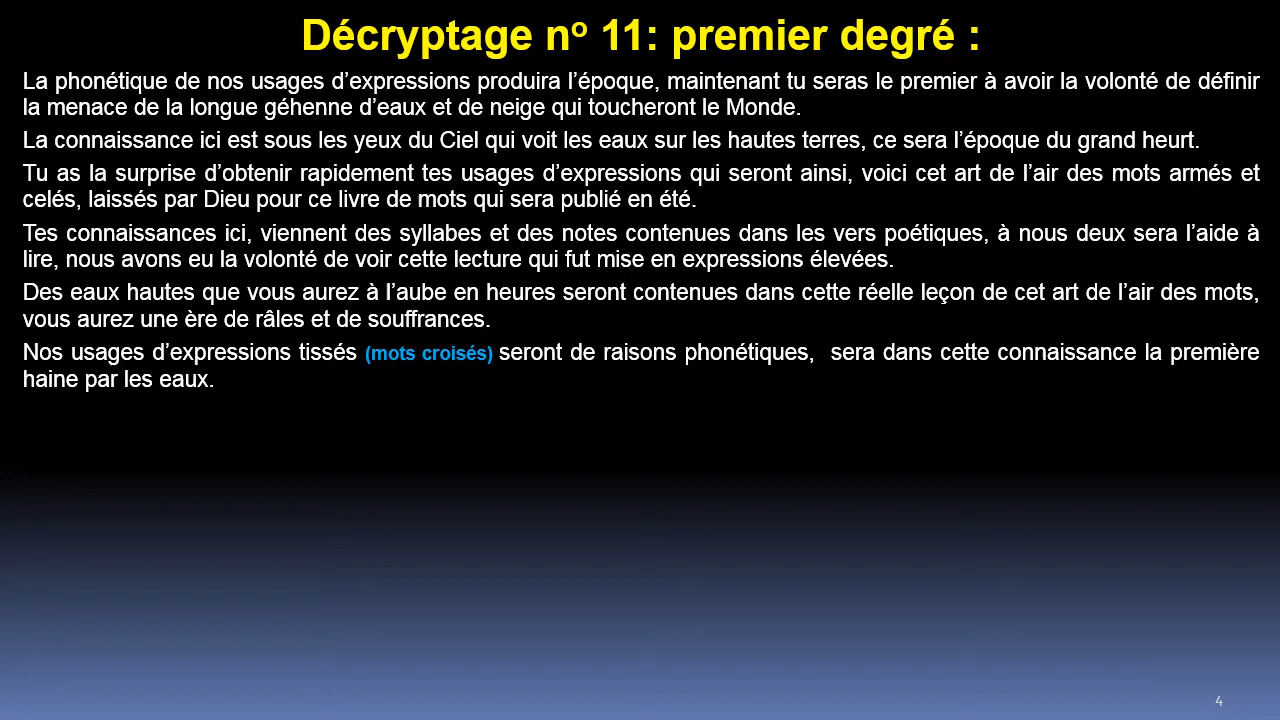 Décryptage nº 11: premier degré :
La phonétique de nos usages d’expressions produira l’époque, maintenant tu seras le premier à avoir la volonté de définir
la menace de la longue géhenne d’eaux et de neige qui toucheront le Monde.
La connaissance ici est sous les yeux du Ciel qui voit les eaux sur les hautes terres, ce sera l’époque du grand heurt.
Tu as la surprise d’obtenir rapidement tes usages d’expressions qui seront ainsi, voici cet art de l’air des mots armés et
celés, laissés par Dieu pour ce livre de mots qui sera publié en été.
Tes connaissances ici, viennent des syllabes et des notes contenues dans les vers poétiques, à nous deux sera l’aide à
lire, nous avons eu la volonté de voir cette lecture qui fut mise en expressions élevées.
Des eaux hautes que vous aurez à l’aube en heures seront contenues dans cette réelle leçon de cet art de l’air des mots,
vous aurez une ère de râles et de souffrances.
Nos usages d’expressions tissés (mots croisés) seront de raisons phonétiques,  sera dans cette connaissance la première
haine par les eaux.
4